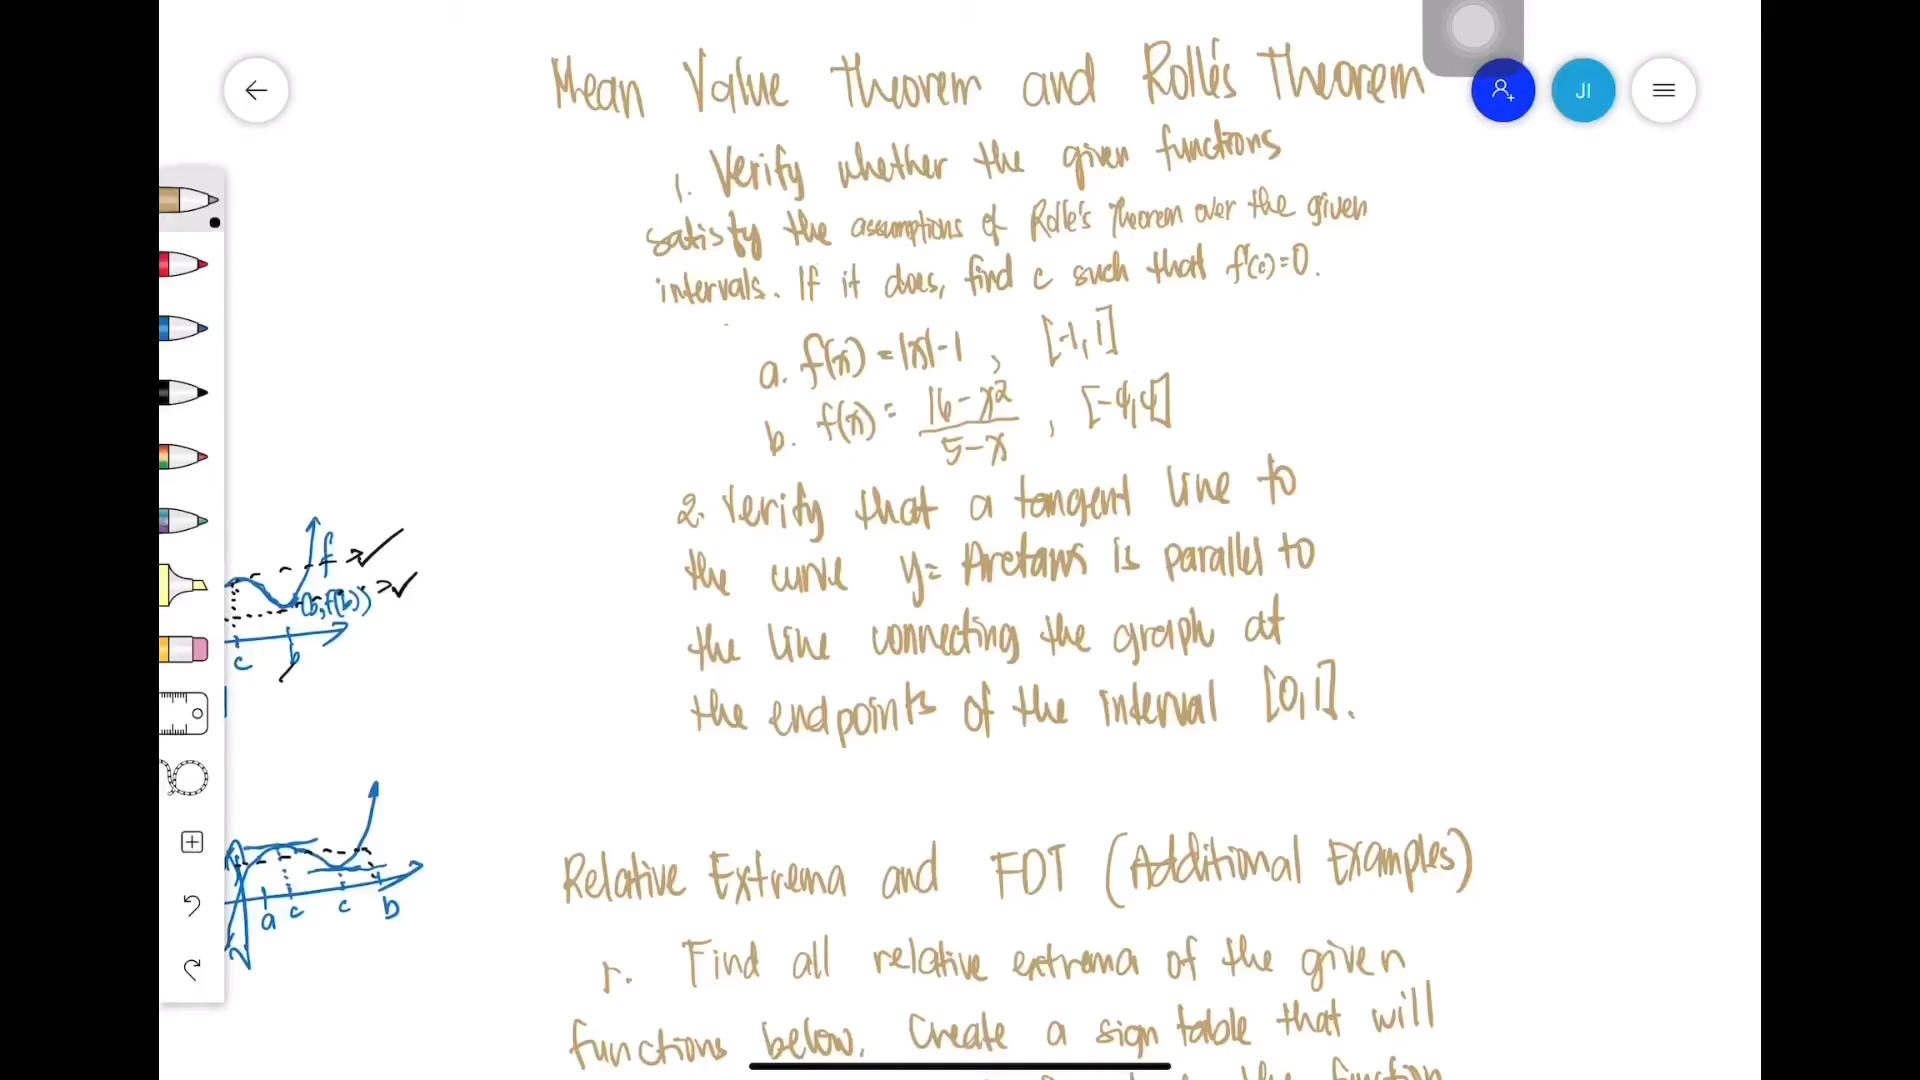 Mean Value Theorem and Rolle's Theorem
JI
1. Verify whether the given functions
satisfy the assumptions of Rolle's Theorem over the given
intervals. If it does, find c such that f'(c)=0.
a. f(x) = |x|-1 , [-1, 1]
b. f(x) = 16-x² / 5-x , [-4, 4]
2. Verify that a tangent line to
the curve y= Arctanx is parallel to
the line connecting the graph at
the endpoints of the interval [0,1].
f
(b, f(b))
c b
a c c b
Relative Extrema and FDT (Additional Examples)
1. Find all relative extrema of the given
functions below. Create a sign table that will
the function